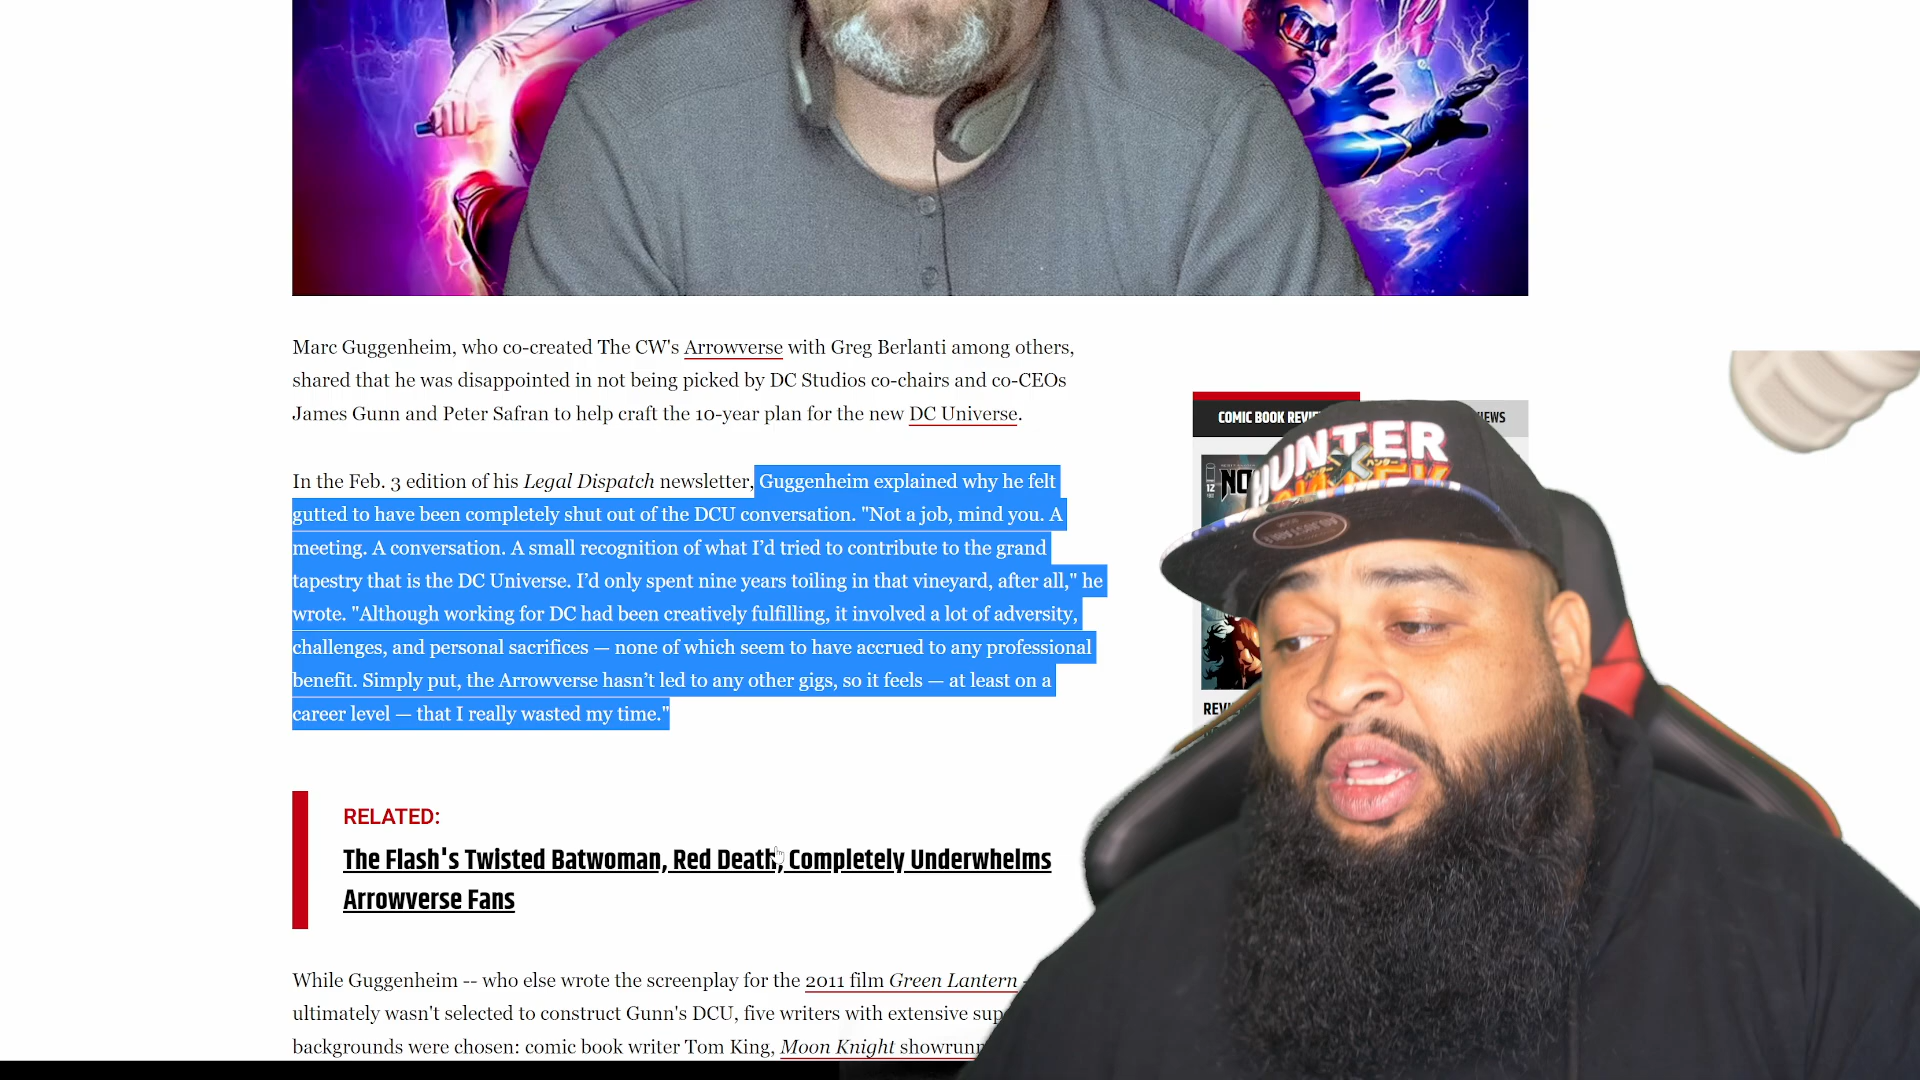 Marc Guggenheim, who co-created The CW's Arrowverse with Greg Berlanti among others,
shared that he was disappointed in not being picked by DC Studios co-chairs and co-CEOs
James Gunn and Peter Safran to help craft the 10-year plan for the new DC Universe.
In the Feb. 3 edition of his Legal Dispatch newsletter, Guggenheim explained why he felt
gutted to have been completely shut out of the DCU conversation. "Not a job, mind you. A
meeting. A conversation. A small recognition of what I’d tried to contribute to the grand
tapestry that is the DC Universe. I’d only spent nine years toiling in that vineyard, after all," he
wrote. "Although working for DC had been creatively fulfilling, it involved a lot of adversity,
challenges, and personal sacrifices — none of which seem to have accrued to any professional
benefit. Simply put, the Arrowverse hasn’t led to any other gigs, so it feels — at least on a
career level — that I really wasted my time."
COMIC BOOK
12
HUNTER
RELATED:
The Flash's Twisted Batwoman, Red Death, Completely Underwhelms
Arrowverse Fans
While Guggenheim -- who else wrote the screenplay for the 2011 film Green Lantern
ultimately wasn't selected to construct Gunn's DCU, five writers with extensive
backgrounds were chosen: comic book writer Tom King, Moon Knight